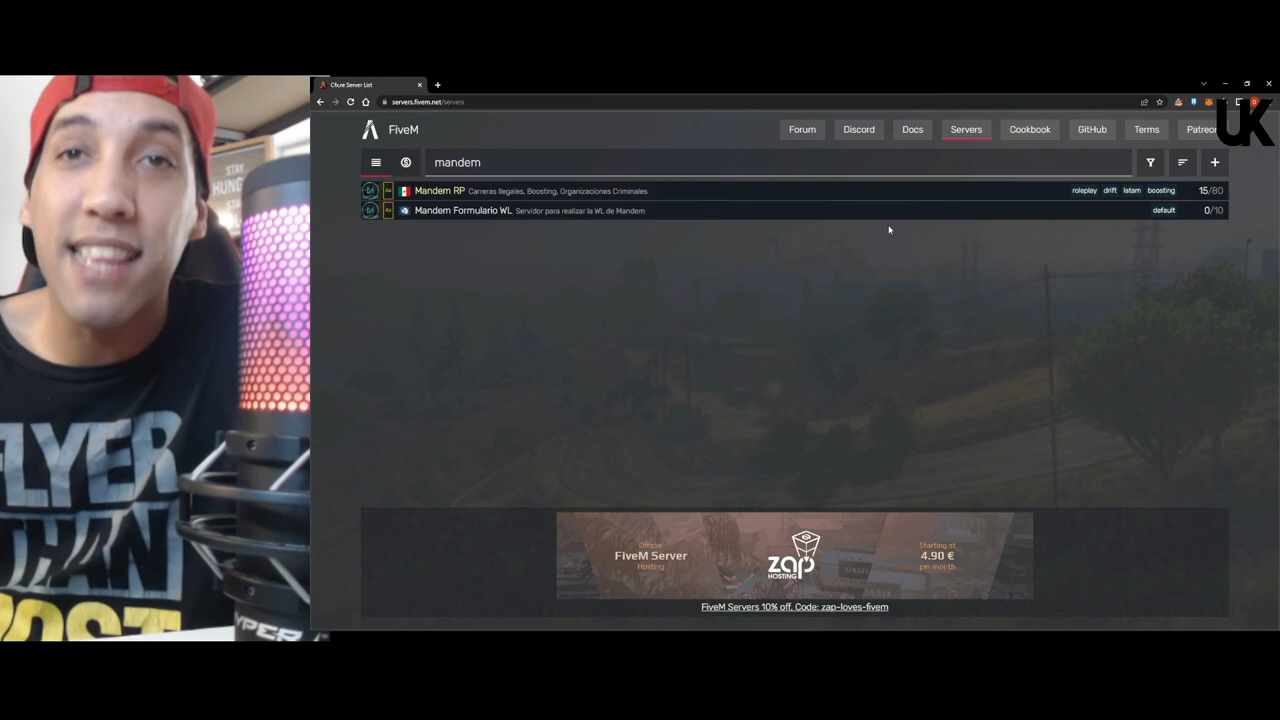 Cfx.re Server List
servers.fivem.net/servers
UK
FiveM
Forum
Discord
Docs
Servers
Cookbook
GitHub
Terms
Patreon
mandem
Mandem RP Carreras Ilegales, Boosting, Organizaciones Criminales
roleplay drift latam boosting 15/80
Mandem Formulario WL Servidor para realizar la WL de Mandem
default 0/10
STAY
HUNG
STA
FLYER
THAN
MOST
HYPER
Official
FiveM Server
Hosting
zap
HOSTING
CASH
Starting at
4.90 €
per month
FiveM Servers 10% off, Code: zap-loves-fivem